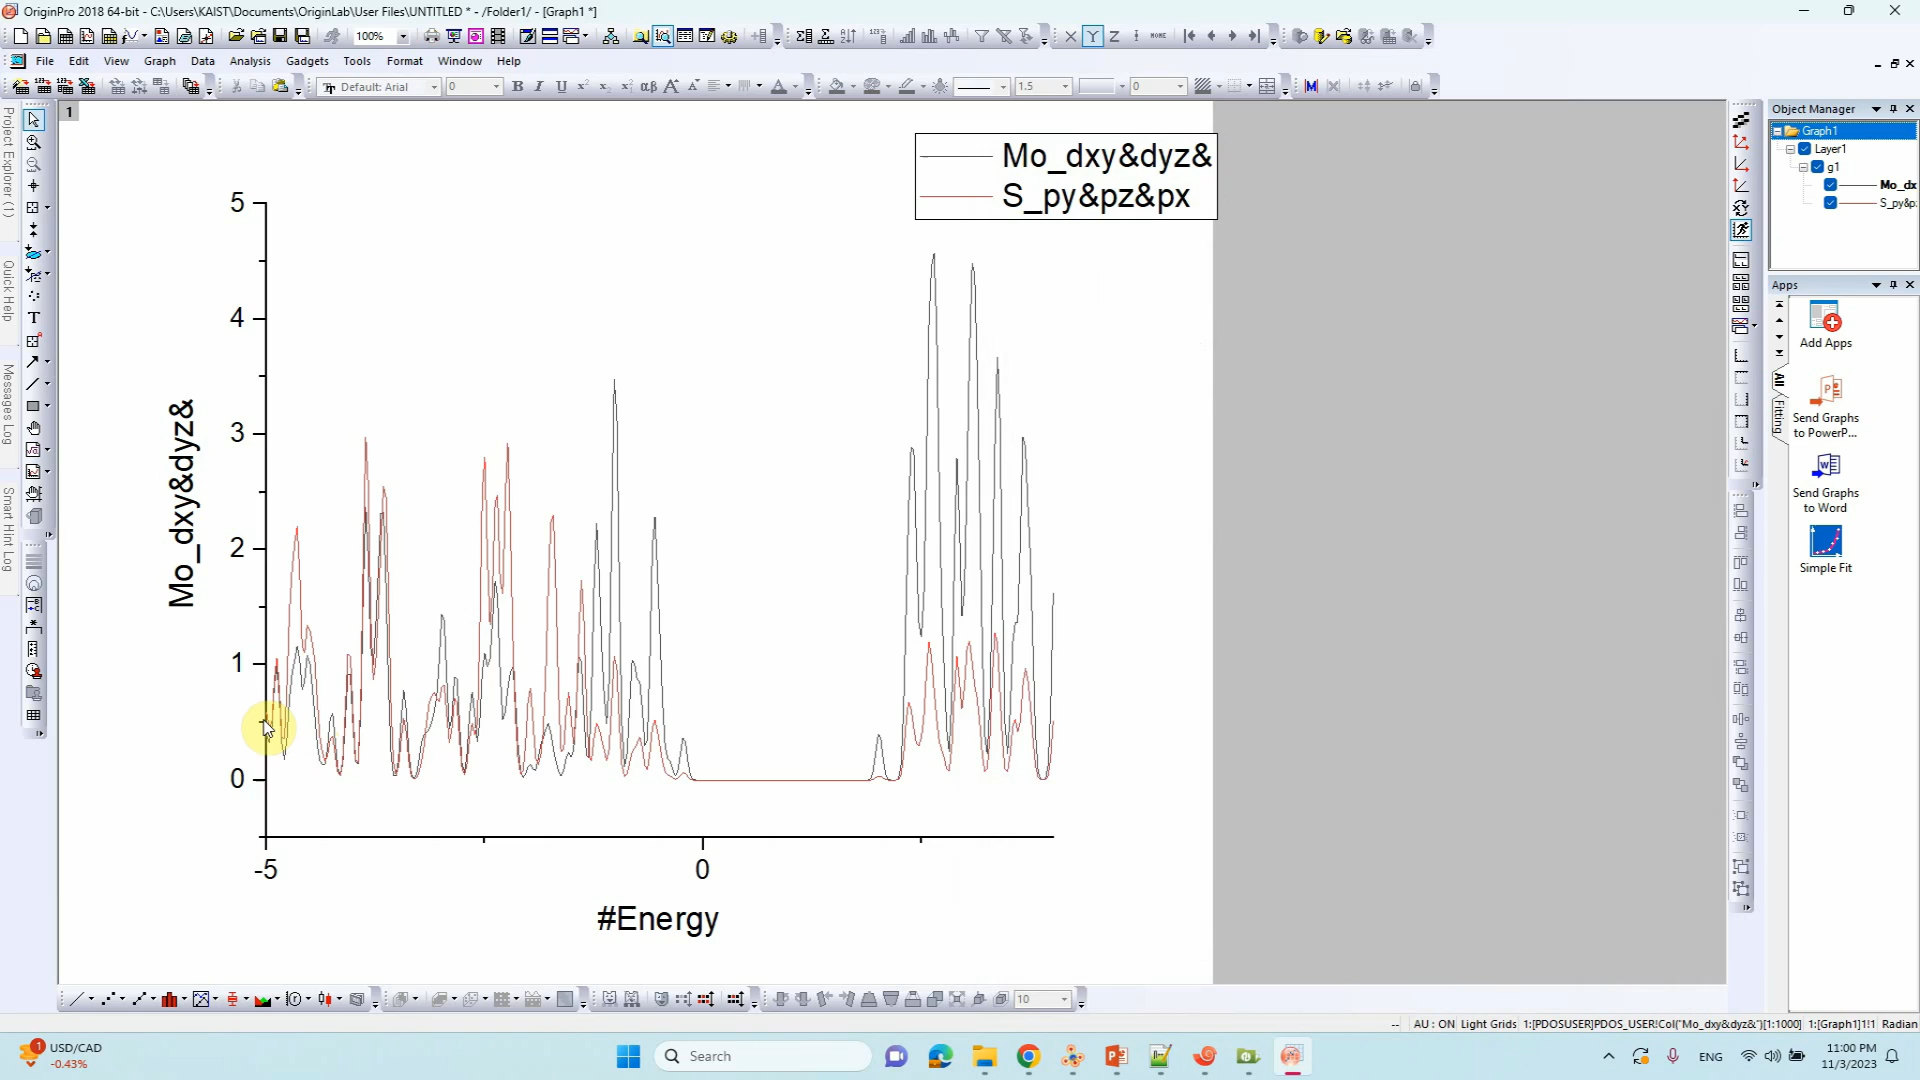 OriginPro 2018 64-bit - C:\Users\KAIST\Documents\OriginLab\User Files\UNTITLED * - /Folder1/ - [Graph1 *]
100%
File Edit View Graph Data Analysis Gadgets Tools Format Window Help
Default: Arial 0 B I U αβ A A 1.5 0
Project Explorer (1)
Quick Help
Messages Log
Smart Hint Log
1
Mo_dxy&dyz&
S_py&pz&px
5
4
3
2
1
0
Mo_dxy&dyz&
-5 0
#Energy
Object Manager
Graph1
Layer1
g1
Mo_dx
S_py&p
Apps
Add Apps
All
Fitting
Send Graphs
to PowerP...
Send Graphs
to Word
Simple Fit
10
-- AU : ON Light Grids 1:[PDOSUSER]PDOS_USER!Col("Mo_dxy&dyz&")[1:1000] 1:[Graph1]1!1 Radian
1
USD/CAD
-0.43%
Search
ENG
11:00 PM
11/3/2023